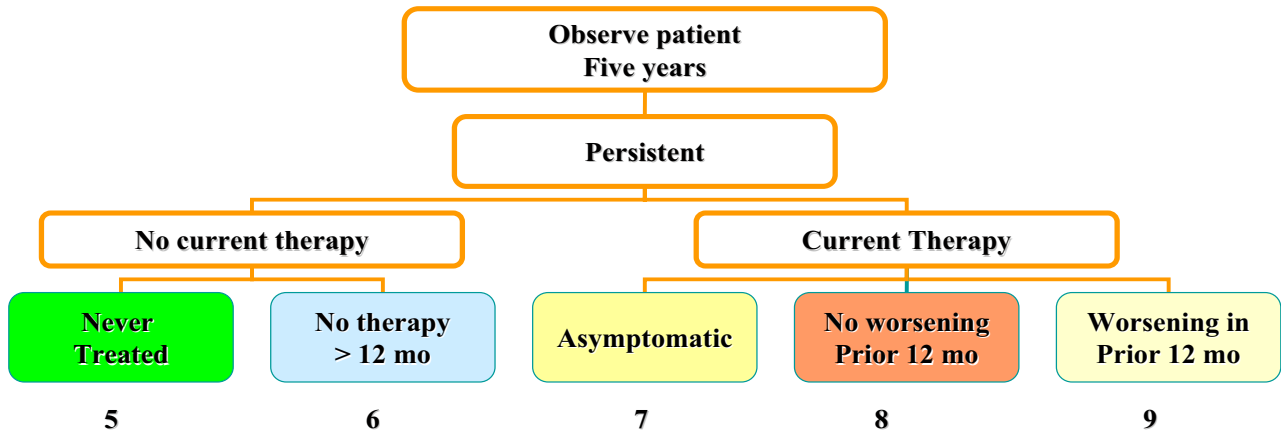 Observe patient
Five years
Persistent
No current therapy
Current Therapy
Never
Treated
No therapy
> 12 mo
Asymptomatic
No worsening
Prior 12 mo
Worsening in
Prior 12 mo
5
6
7
8
9